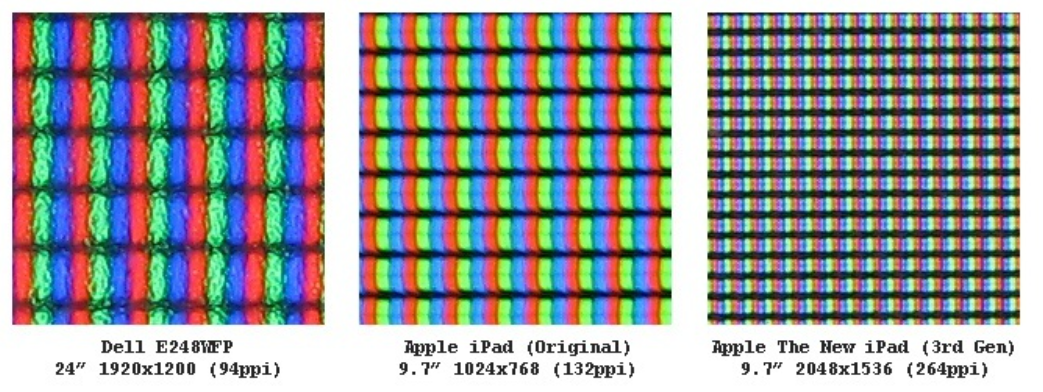 Dell E248WFP
24″ 1920x1200 (94ppi)
Apple iPad (Original)
9.7″ 1024x768 (132ppi)
Apple The New iPad (3rd Gen)
9.7″ 2048x1536 (264ppi)